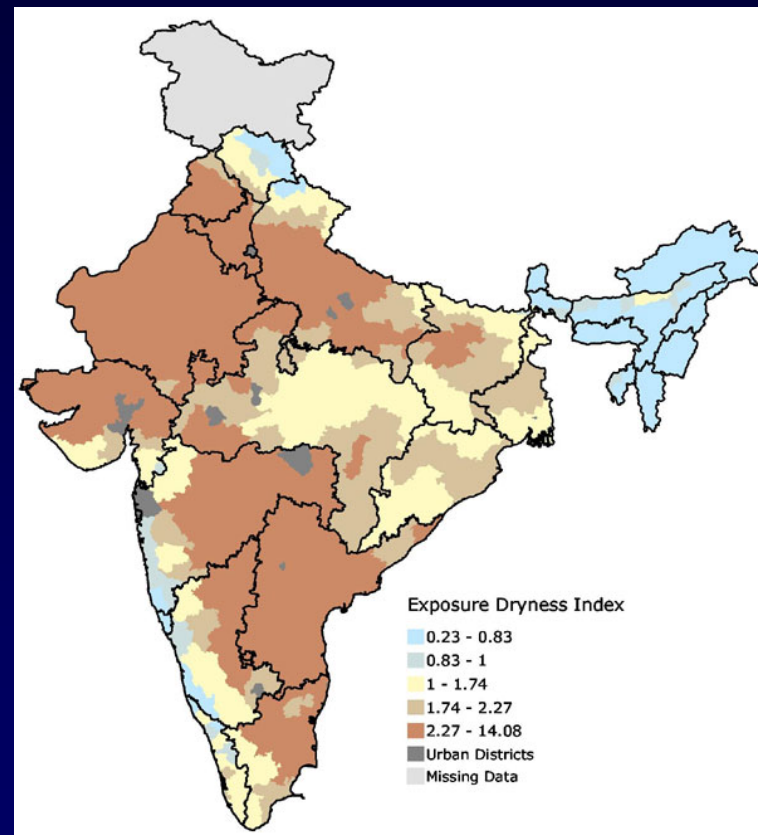 Exposure Dryness Index
0.23 - 0.83
0.83 - 1
1 - 1.74
1.74 - 2.27
2.27 - 14.08
Urban Districts
Missing Data